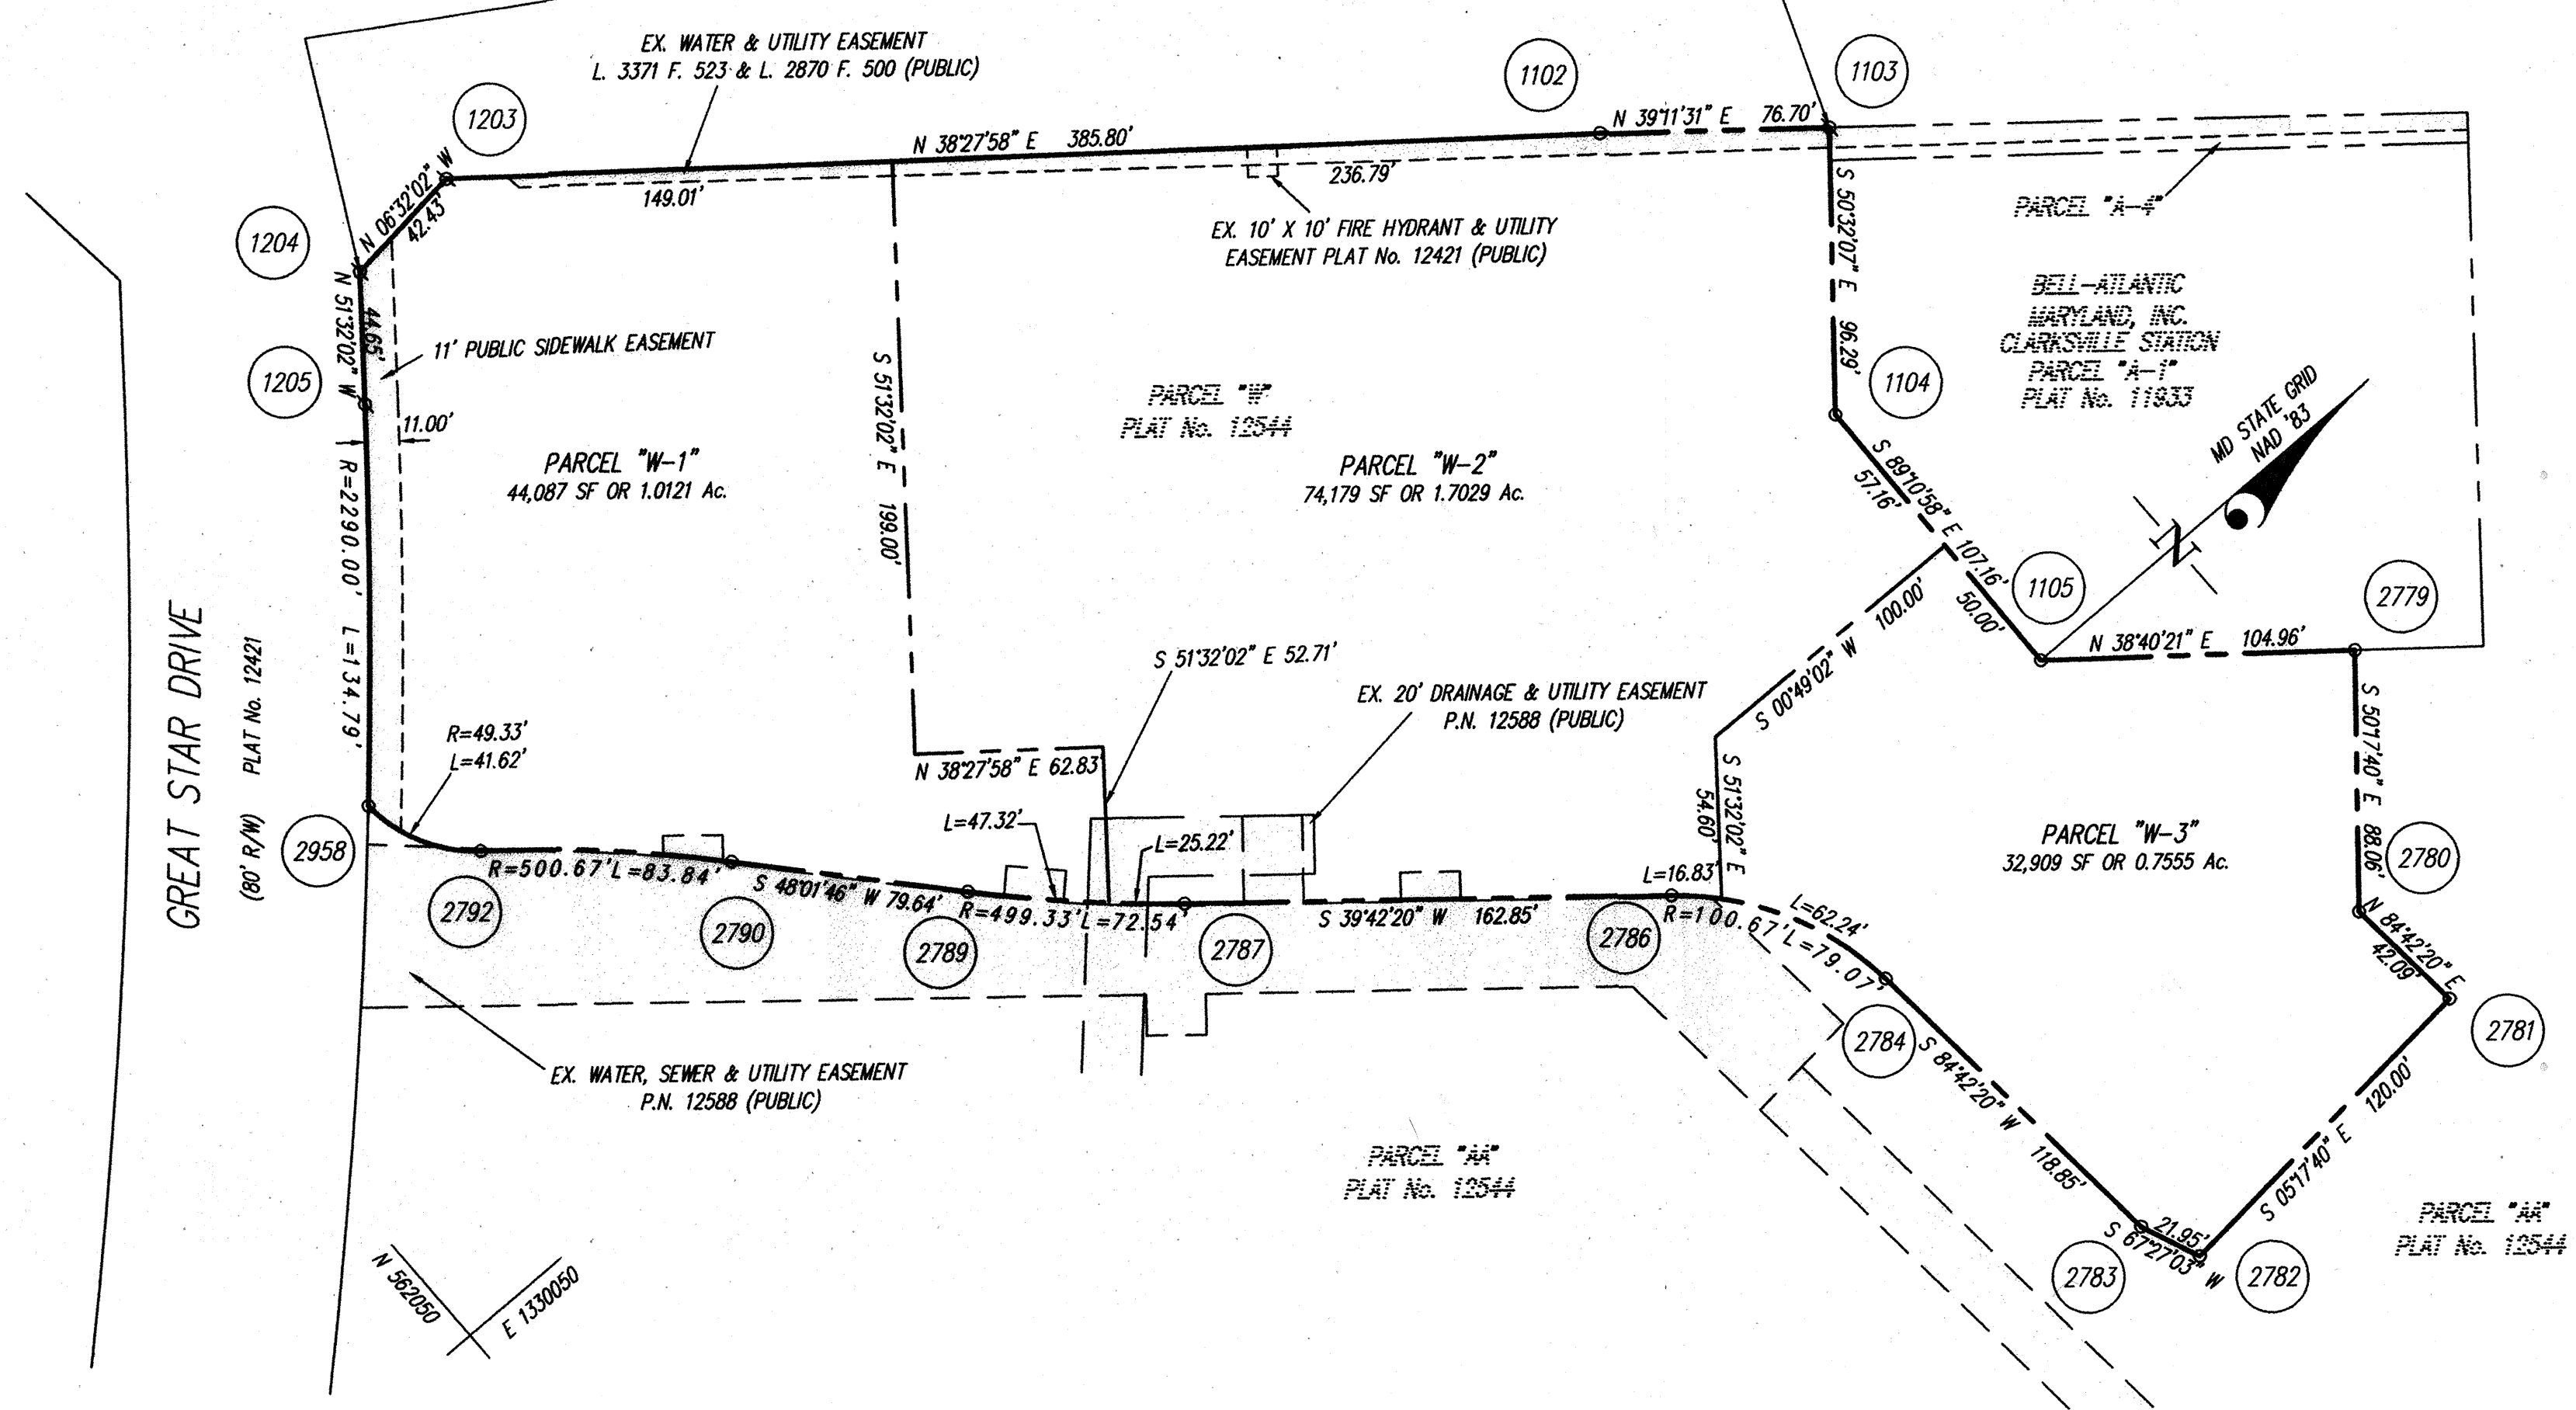 EX. WATER & UTILITY EASEMENT
L. 3371 F. 523 & L. 2870 F. 500 (PUBLIC)
1203
1102
1103
N 38°27'58" E 385.80'
N 39°11'31" E 76.70'
149.01'
236.79'
N 06°32'02" W
42.43'
1204
N 51°32'02" W
44.65'
1205
11' PUBLIC SIDEWALK EASEMENT
11.00'
EX. 10' X 10' FIRE HYDRANT & UTILITY
EASEMENT PLAT No. 12421 (PUBLIC)
S 50°32'07" E 96.29'
1104
PARCEL "A-4"
BELL-ATLANTIC
MARYLAND, INC.
CLARKSVILLE STATION
PARCEL "A-1"
PLAT No. 11933
MD STATE GRID
NAD '83
N
PARCEL "W"
PLAT No. 12544
PARCEL "W-1"
44,087 SF OR 1.0121 Ac.
PARCEL "W-2"
74,179 SF OR 1.7029 Ac.
S 51°32'02" E 199.00'
S 89°10'58" E 107.16'
57.16'
50.00'
1105
2779
N 38°40'21" E 104.96'
S 00°49'02" W 100.00'
R=2290.00' L=134.79'
GREAT STAR DRIVE
(80' R/W) PLAT No. 12421
R=49.33'
L=41.62'
S 51°32'02" E 52.71'
N 38°27'58" E 62.83'
EX. 20' DRAINAGE & UTILITY EASEMENT
P.N. 12588 (PUBLIC)
S 51°32'02" E
54.60'
S 50°17'40" E 88.06'
PARCEL "W-3"
32,909 SF OR 0.7555 Ac.
2780
L=47.32'
L=25.22'
L=16.83'
2958
2792
R=500.67' L=83.84'
2790
S 48°01'46" W 79.64'
2789
R=499.33' L=72.54'
2787
S 39°42'20" W 162.85'
2786
R=100.67' L=79.07'
L=62.24'
N 84°42'20" E
42.09'
2781
2784
S 84°42'20" W 118.85'
S 05°17'40" E 120.00'
21.95'
S 67°27'03" W
2783
2782
EX. WATER, SEWER & UTILITY EASEMENT
P.N. 12588 (PUBLIC)
PARCEL "AA"
PLAT No. 12544
PARCEL "AA"
PLAT No. 12544
N 562050
E 1330050